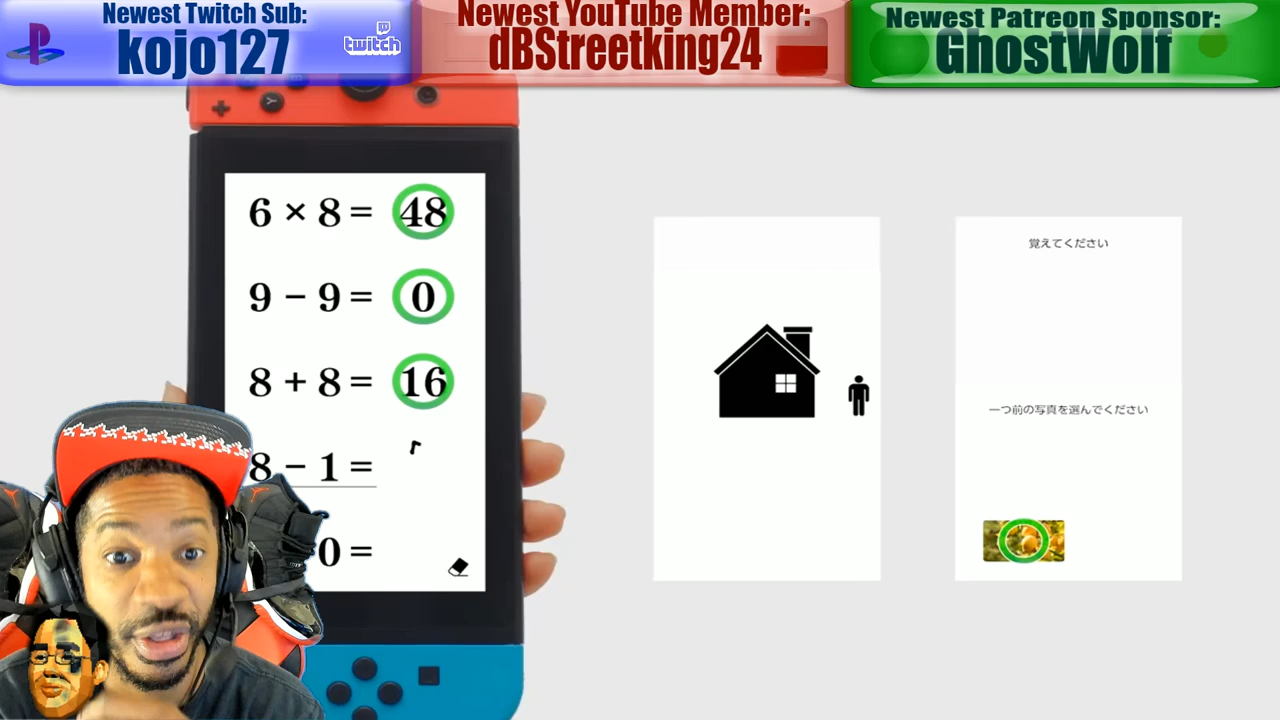 Newest Twitch Sub:
kojo127
twitch
Newest YouTube Member:
dBStreetking24
Newest Patreon Sponsor:
GhostWolf
Y
6 × 8 = 48
9 − 9 = 0
8 + 8 = 16
8 − 1 =
0 =
覚えてください
一つ前の写真を選んでください